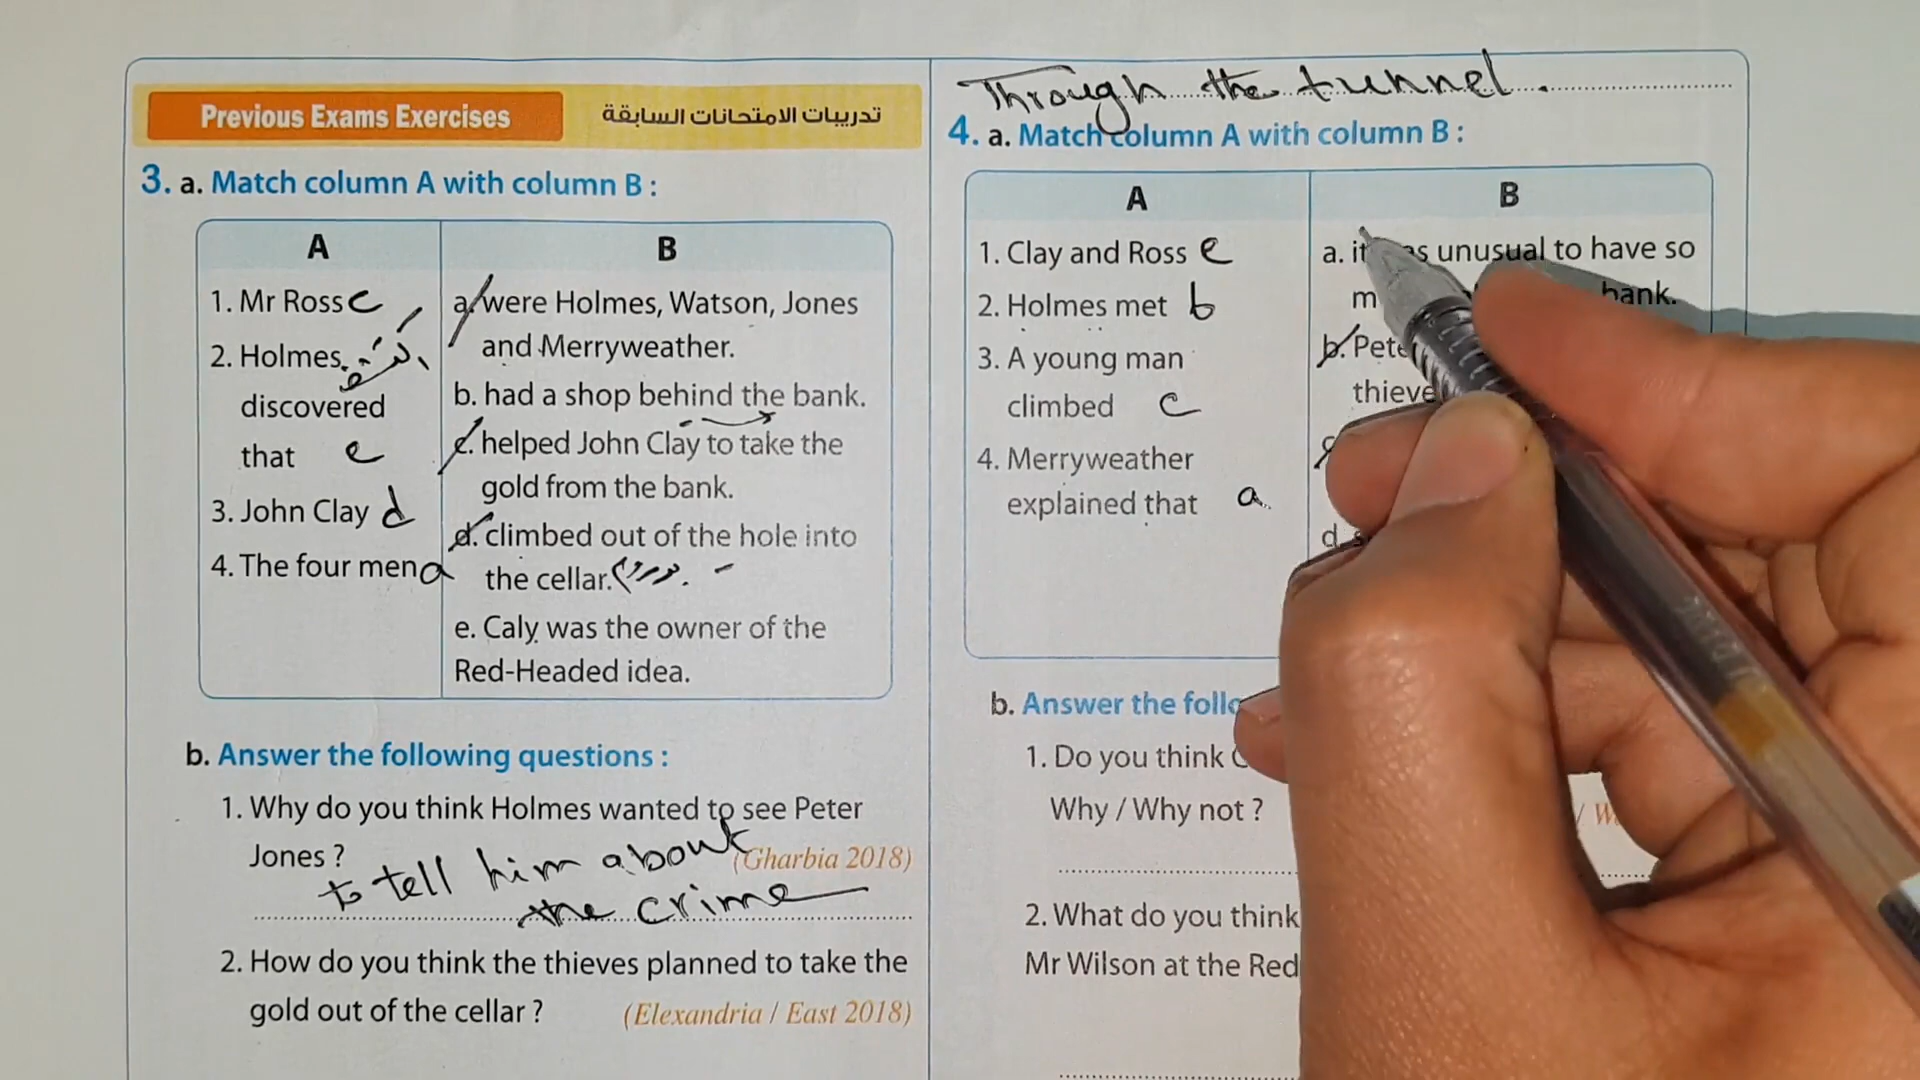 Previous Exams Exercises تدريبات الامتحانات السابقة
3. a. Match column A with column B :
A B
1. Mr Ross c
2. Holmes
discovered
that e
3. John Clay d
4. The four men a
a. were Holmes, Watson, Jones
and Merryweather.
b. had a shop behind the bank.
c. helped John Clay to take the
gold from the bank.
d. climbed out of the hole into
the cellar.
e. Caly was the owner of the
Red-Headed idea.
b. Answer the following questions :
1. Why do you think Holmes wanted to see Peter
Jones ? (Gharbia 2018)
to tell him about
the crime
2. How do you think the thieves planned to take the
gold out of the cellar ? (Elexandria / East 2018)
Through the tunnel.
4. a. Match column A with column B :
A B
1. Clay and Ross e
2. Holmes met b
3. A young man
climbed c
4. Merryweather
explained that a
a. unusual to have so
bank.
b.
d.
b. Answer the
1. Do you think
Why / Why not ?
2. What do you think
Mr Wilson at the Red